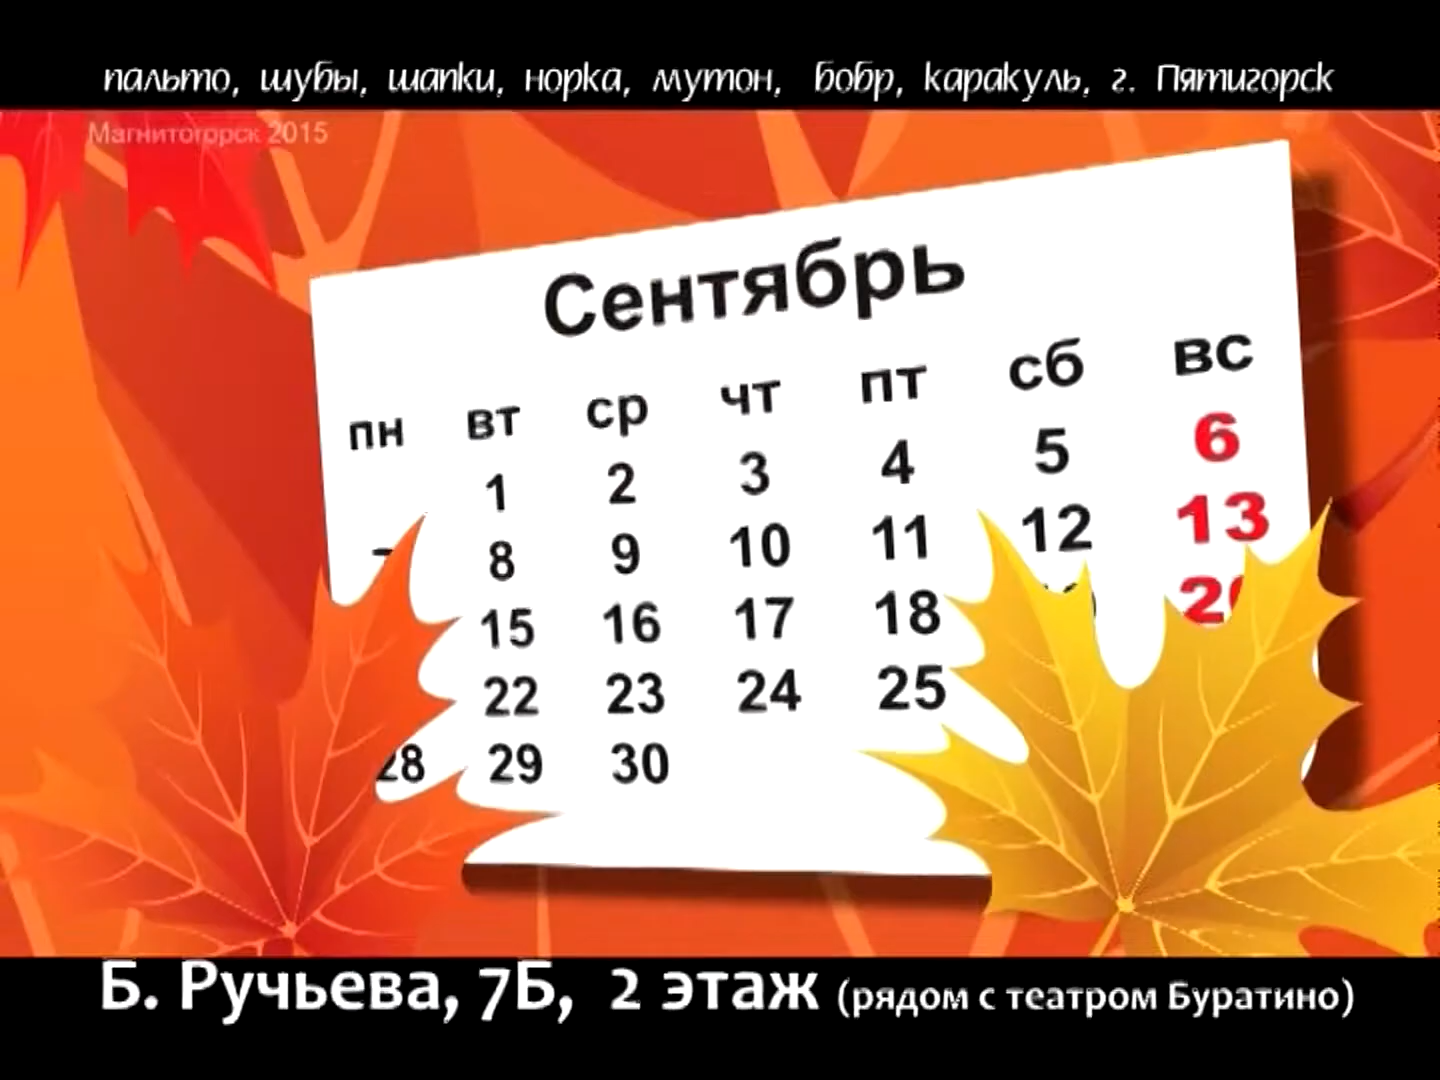 пальто, шубы, шапки, норка, мутон, бобр, каракуль, г. Пятигорск
Магнитогорск 2015
Сентябрь
пн вт ср чт пт сб вс
1 2 3 4 5 6
8 9 10 11 12 13
15 16 17 18
22 23 24 25
28 29 30
Б. Ручьева, 7Б, 2 этаж (рядом с театром Буратино)